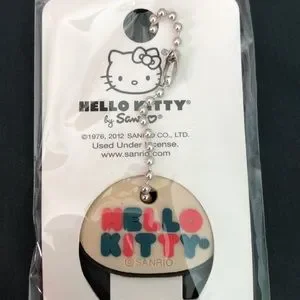 HELLO KITTY®
by Sanrio
©1976, 2012 SANRIO CO., LTD.
Used Under License.
www.sanrio.com
HELLO
KITTY®
©SANRIO